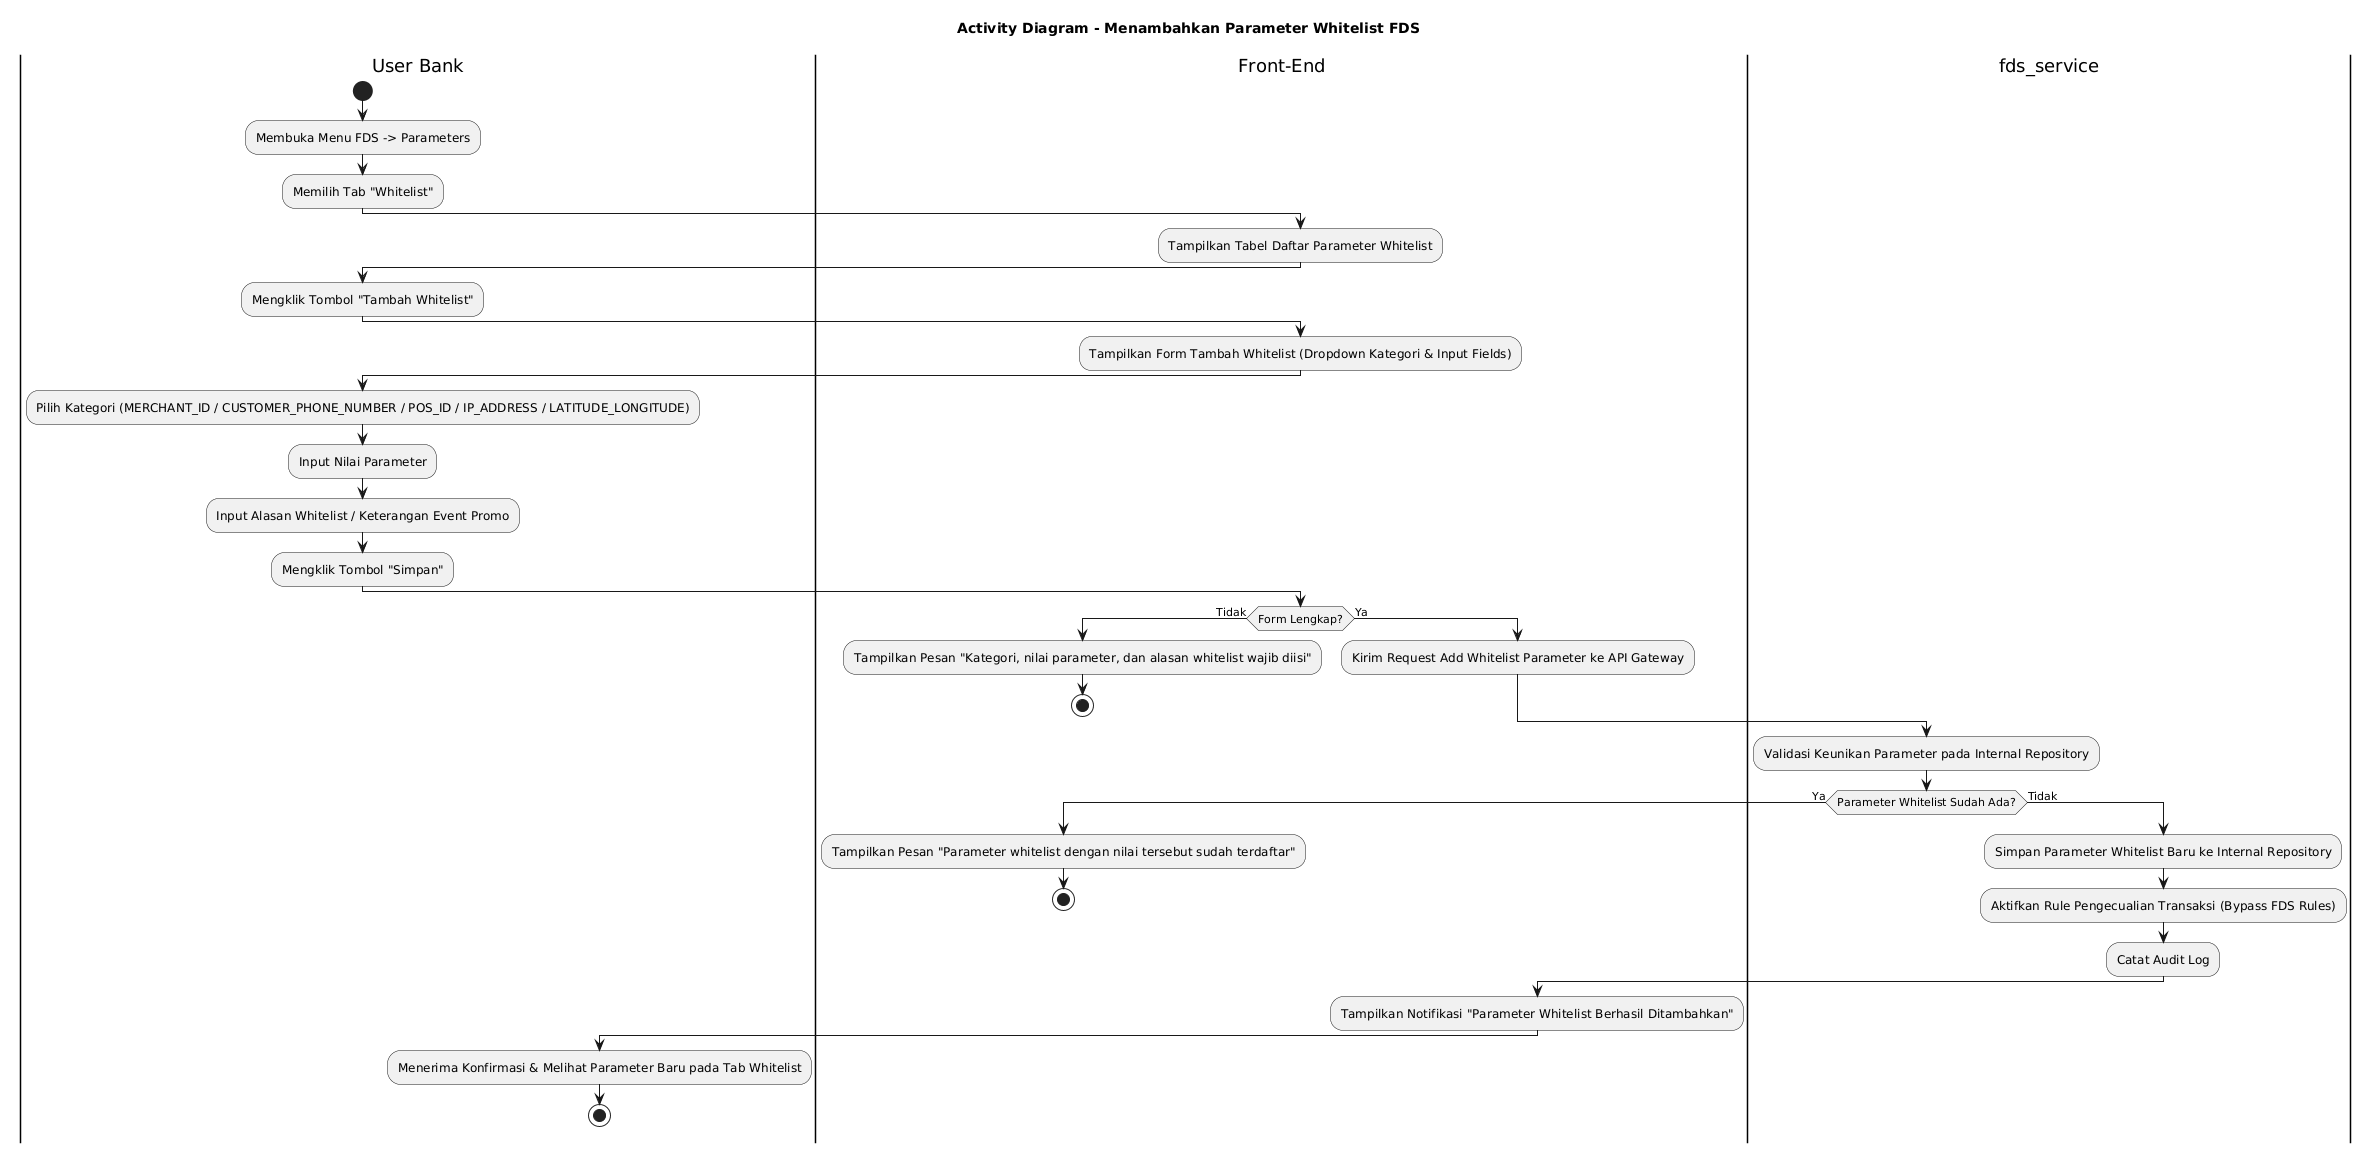 Activity Diagram - Menambahkan Parameter Whitelist FDS
User Bank
Front-End
fds_service
Membuka Menu FDS -> Parameters
Memilih Tab "Whitelist"
Tampilkan Tabel Daftar Parameter Whitelist
Mengklik Tombol "Tambah Whitelist"
Tampilkan Form Tambah Whitelist (Dropdown Kategori & Input Fields)
Pilih Kategori (MERCHANT_ID / CUSTOMER_PHONE_NUMBER / POS_ID / IP_ADDRESS / LATITUDE_LONGITUDE)
Input Nilai Parameter
Input Alasan Whitelist / Keterangan Event Promo
Mengklik Tombol "Simpan"
Tidak
Form Lengkap?
Ya
Tampilkan Pesan "Kategori, nilai parameter, dan alasan whitelist wajib diisi"
Kirim Request Add Whitelist Parameter ke API Gateway
Validasi Keunikan Parameter pada Internal Repository
Ya
Parameter Whitelist Sudah Ada?
Tidak
Tampilkan Pesan "Parameter whitelist dengan nilai tersebut sudah terdaftar"
Simpan Parameter Whitelist Baru ke Internal Repository
Aktifkan Rule Pengecualian Transaksi (Bypass FDS Rules)
Catat Audit Log
Tampilkan Notifikasi "Parameter Whitelist Berhasil Ditambahkan"
Menerima Konfirmasi & Melihat Parameter Baru pada Tab Whitelist